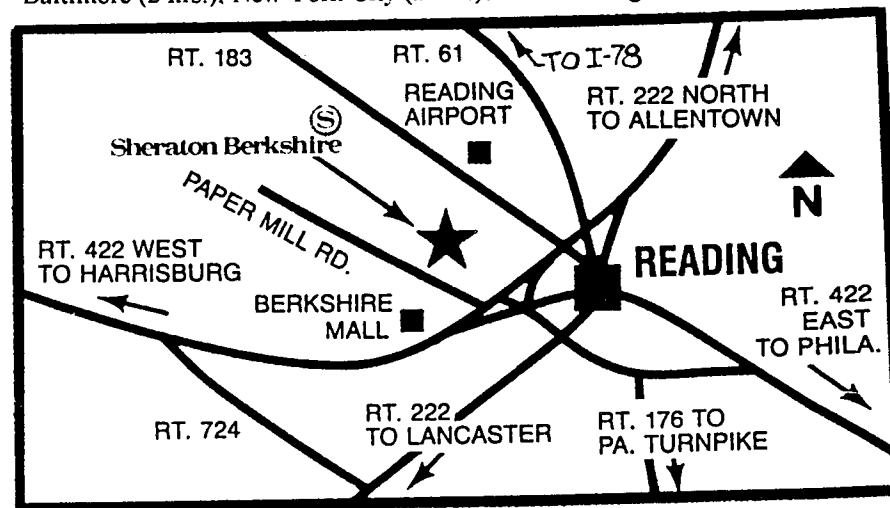 RT. 183
RT. 61
TO I-78
READING
AIRPORT
RT. 222 NORTH
TO ALLENTOWN
S
Sheraton Berkshire
PAPER MILL RD.
N
RT. 422 WEST
TO HARRISBURG
READING
BERKSHIRE
MALL
RT. 422
EAST
TO PHILA.
RT. 724
RT. 222
TO LANCASTER
RT. 176 TO
PA. TURNPIKE